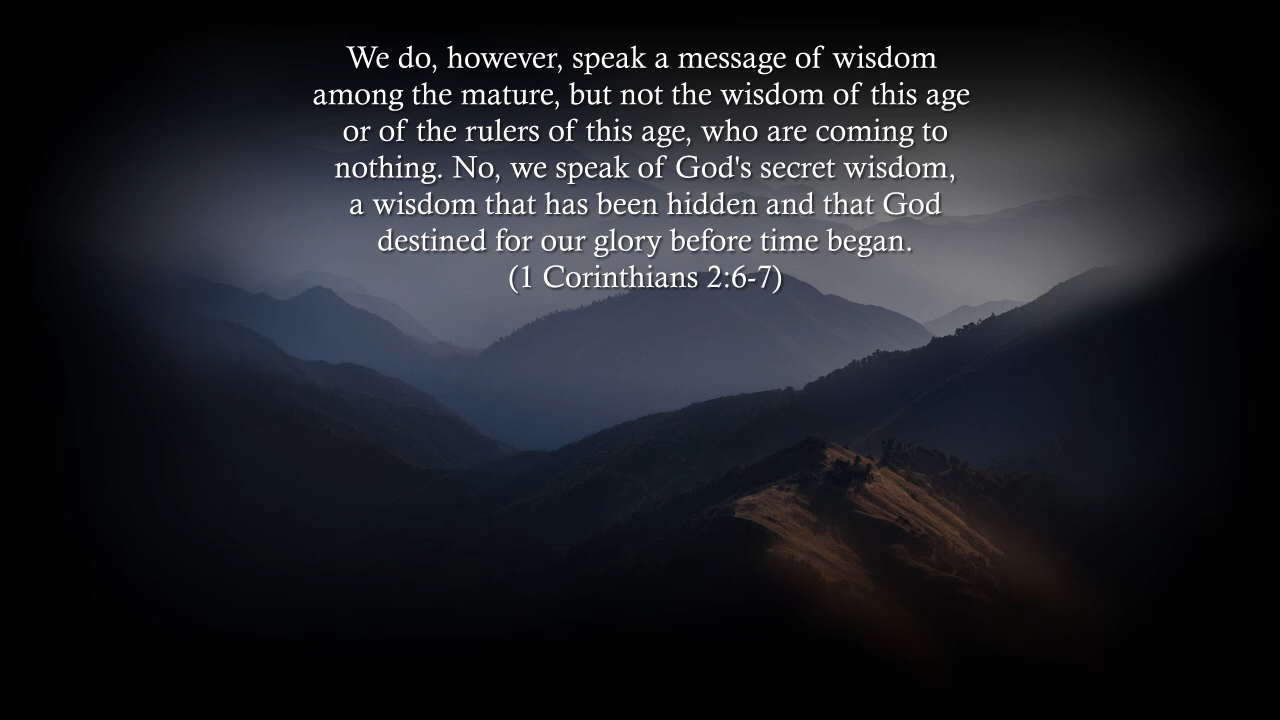 We do, however, speak a message of wisdom
among the mature, but not the wisdom of this age
or of the rulers of this age, who are coming to
nothing. No, we speak of God's secret wisdom,
a wisdom that has been hidden and that God
destined for our glory before time began.
(1 Corinthians 2:6-7)